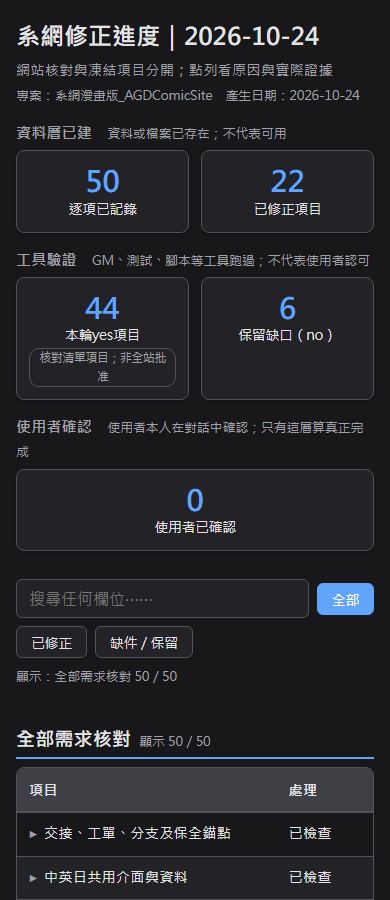 系網修正進度 | 2026-10-24
網站核對與凍結項目分開；點列看原因與實際證據
專案：系網漫畫版_AGDComicSite 產生日期：2026-10-24
資料層已建 資料或檔案已存在；不代表可用
50
逐項已記錄
22
已修正項目
工具驗證 GM、測試、腳本等工具跑過；不代表使用者認可
44
本輪yes項目
核對清單項目；非全站批
准
6
保留缺口（no）
使用者確認 使用者本人在對話中確認；只有這層算真正完
成
0
使用者已確認
搜尋任何欄位……
全部
已修正
缺件 / 保留
顯示：全部需求核對 50 / 50
全部需求核對 顯示 50 / 50
項目 處理
▸ 交接、工單、分支及保全錨點 已檢查
▸ 中英日共用介面與資料 已檢查